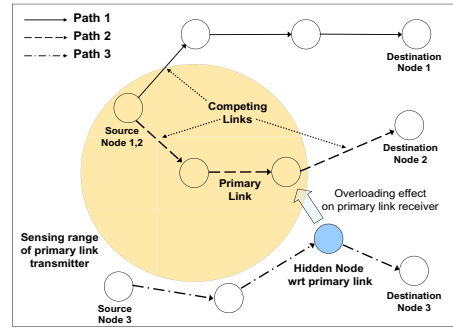 Path 1
Path 2
Path 3
Destination
Node 1
Competing
Links
Source
Node 1,2
Destination
Node 2
Primary
Link
Overloading effect
on primary link receiver
Sensing range
of primary link
transmitter
Hidden Node
wrt primary link
Source
Node 3
Destination
Node 3